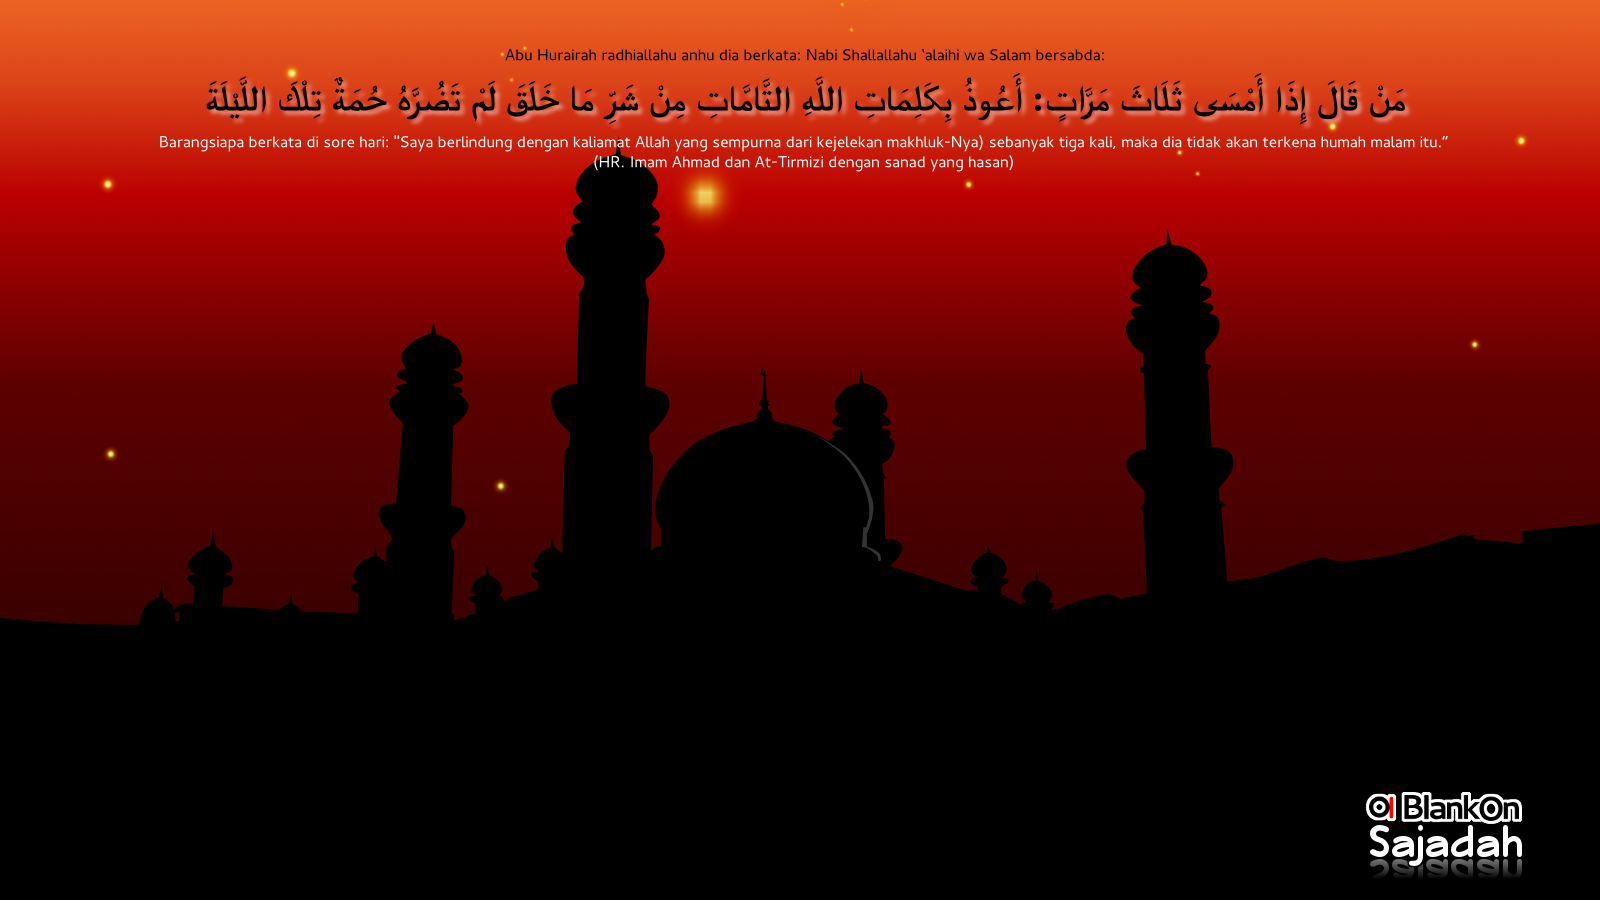 Abu Hurairah radhiallahu anhu dia berkata: Nabi Shallallahu ‘alaihi wa Salam bersabda:
مَنْ قَالَ إِذَا أَمْسَى ثَلَاثَ مَرَّاتٍ: أَعُوذُ بِكَلِمَاتِ اللَّهِ التَّامَّاتِ مِنْ شَرِّ مَا خَلَقَ لَمْ تَضُرَّهُ حُمَةٌ تِلْكَ اللَّيْلَةَ
Barangsiapa berkata di sore hari: "Saya berlindung dengan kaliamat Allah yang sempurna dari kejelekan makhluk-Nya) sebanyak tiga kali, maka dia tidak akan terkena humah malam itu.”
(HR. Imam Ahmad dan At-Tirmizi dengan sanad yang hasan)
BlankOn
Sajadah